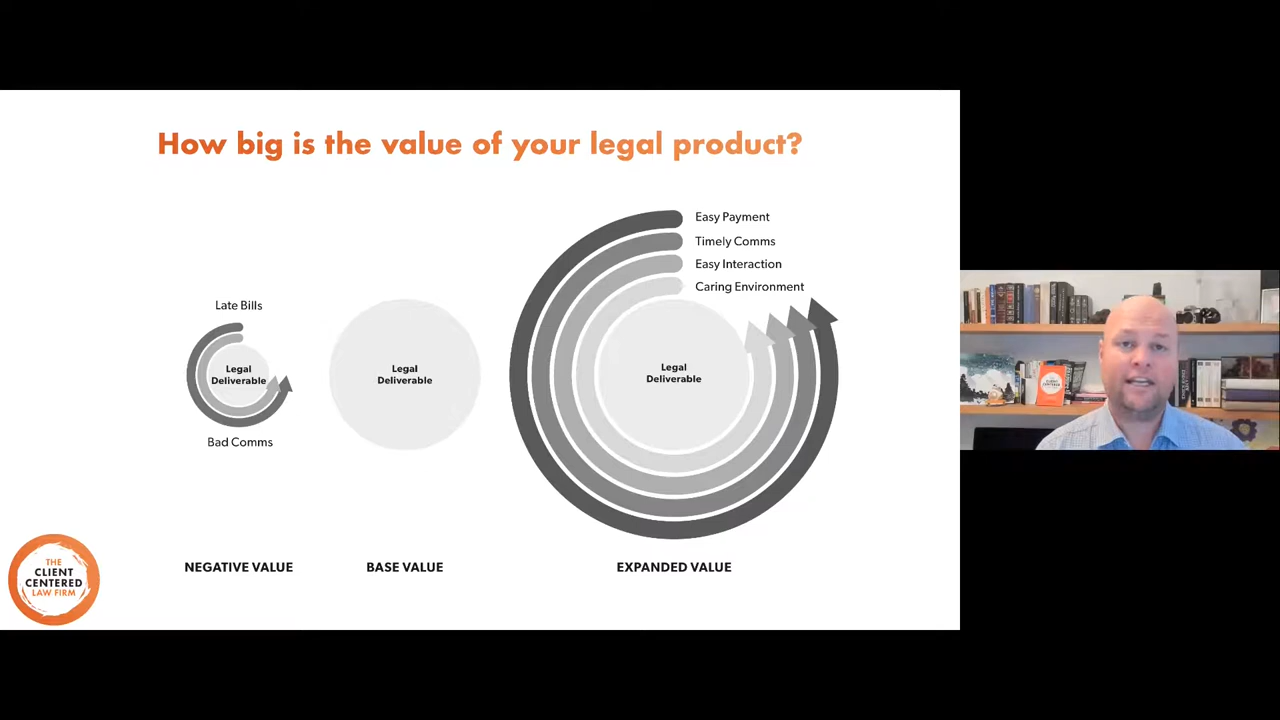 How big is the value of your legal product?
Late Bills
Legal
Deliverable
Bad Comms
NEGATIVE VALUE
Legal
Deliverable
BASE VALUE
Easy Payment
Timely Comms
Easy Interaction
Caring Environment
Legal
Deliverable
EXPANDED VALUE
THE
CLIENT
CENTERED
LAW FIRM